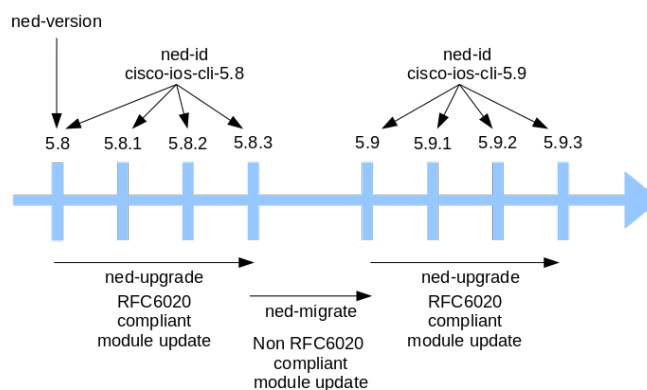 ned-version
ned-id
cisco-ios-cli-5.8
ned-id
cisco-ios-cli-5.9
5.8 5.8.1 5.8.2 5.8.3 5.9 5.9.1 5.9.2 5.9.3
ned-upgrade
RFC6020
compliant
module update
ned-migrate
Non RFC6020
compliant
module update
ned-upgrade
RFC6020
compliant
module update